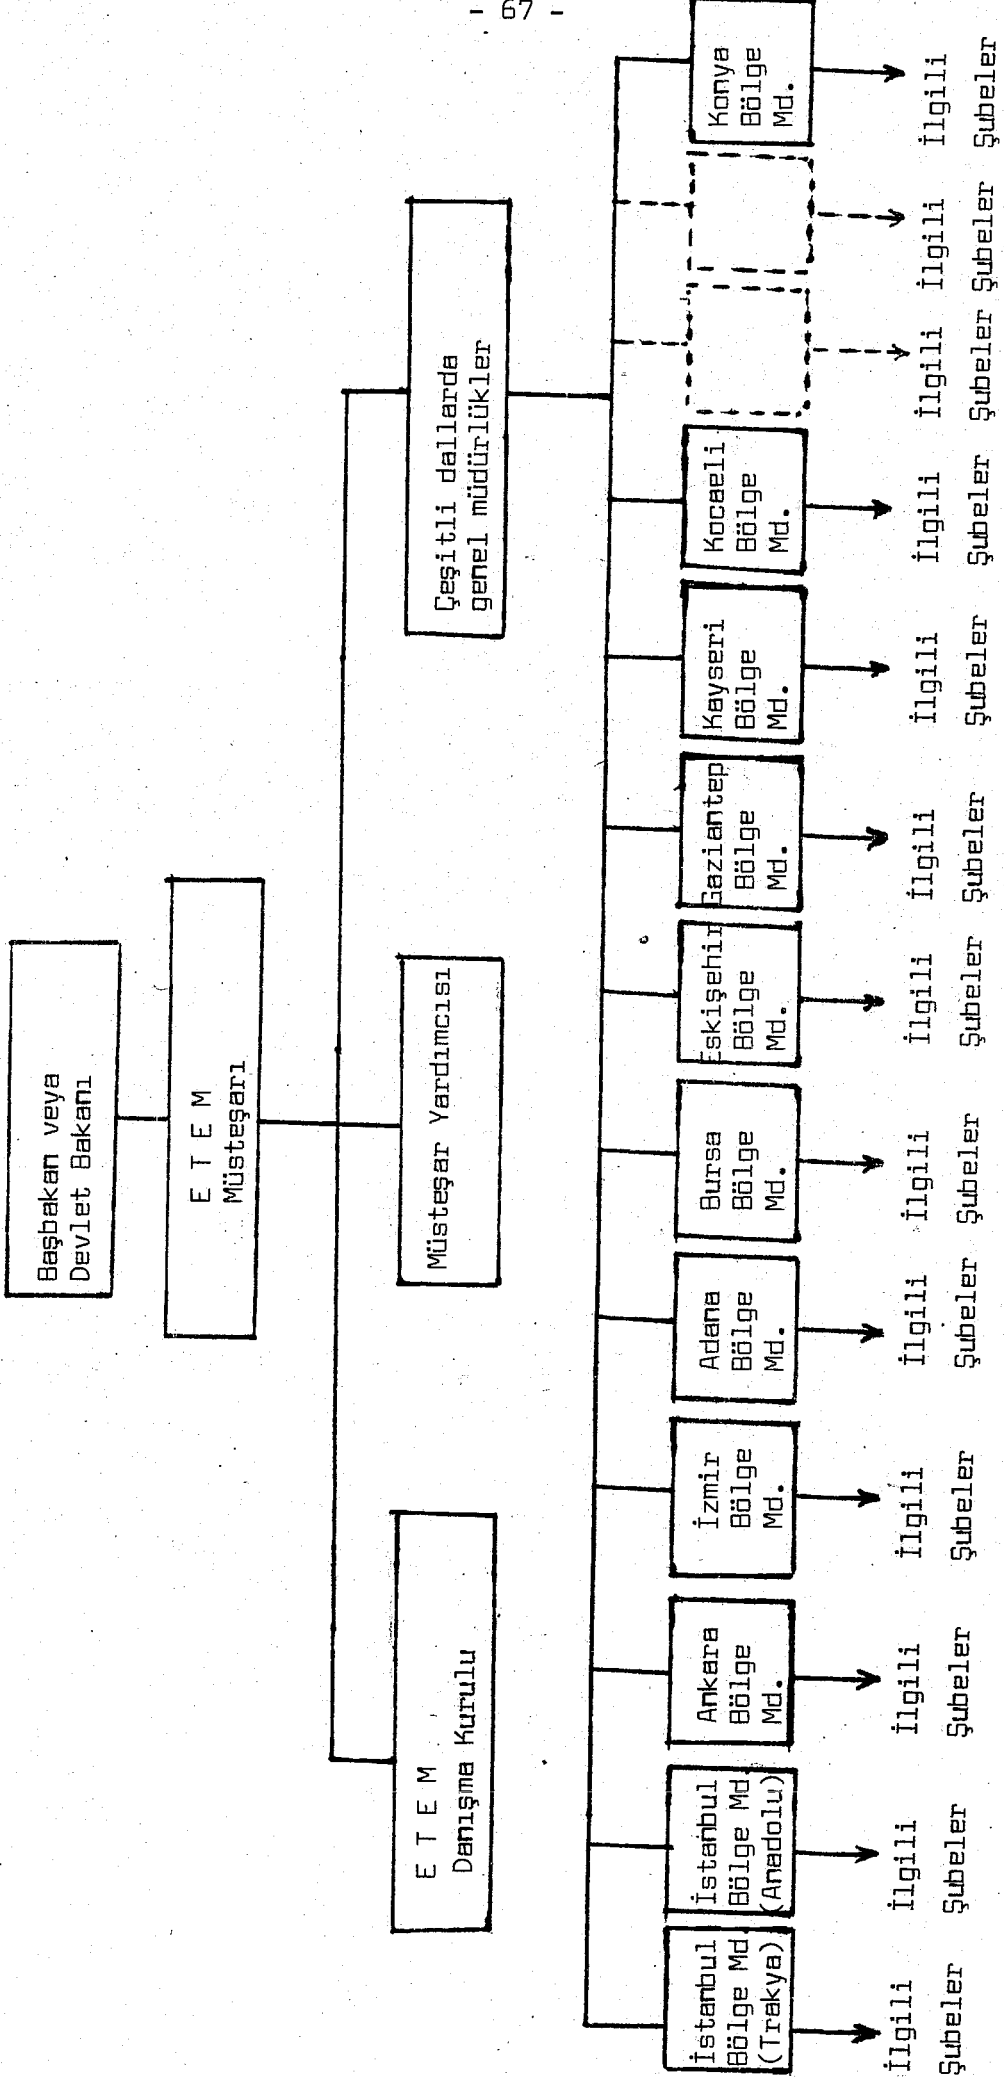 - 67 -
Başbakan veya
Devlet Bakanı
E T E M
Müsteşarı
E T E M
Danışma Kurulu
Müsteşar Yardımcısı
Çeşitli dallarda
genel müdürlükler
İstanbul
Bölge Md.
(Trakya)
İstanbul
Bölge Md
(Anadolu)
Ankara
Bölge
Md.
İzmir
Bölge
Md.
Adana
Bölge
Md.
Bursa
Bölge
Md.
Eskişehir
Bölge
Md.
Gaziantep
Bölge
Md.
Kayseri
Bölge
Md.
Kocaeli
Bölge
Md.
Konya
Bölge
Md.
İlgili
Şubeler
İlgili
Şubeler
İlgili
Şubeler
İlgili
Şubeler
İlgili
Şubeler
İlgili
Şubeler
İlgili
Şubeler
İlgili
Şubeler
İlgili
Şubeler
İlgili
Şubeler
İlgili
Şubeler
İlgili
Şubeler
İlgili
Şubeler